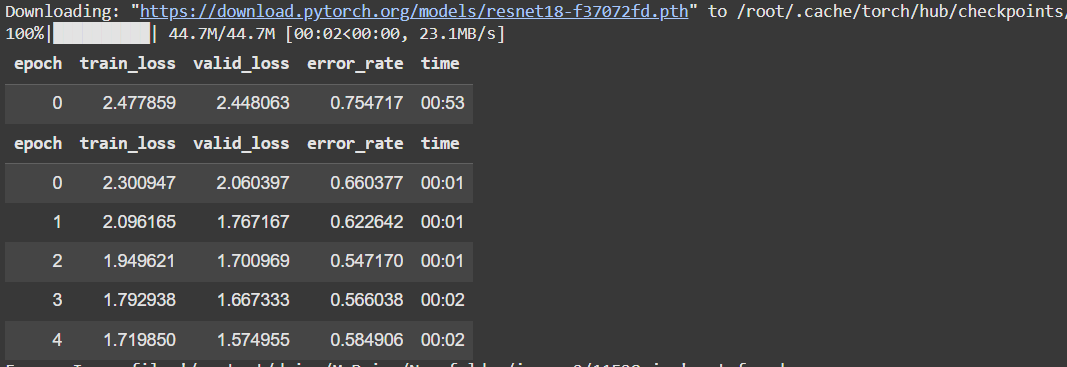 Downloading: "https://download.pytorch.org/models/resnet18-f37072fd.pth" to /root/.cache/torch/hub/checkpoints/
100%|██████████| 44.7M/44.7M [00:02<00:00, 23.1MB/s]
epoch train_loss valid_loss error_rate time
0 2.477859 2.448063 0.754717 00:53
epoch train_loss valid_loss error_rate time
0 2.300947 2.060397 0.660377 00:01
1 2.096165 1.767167 0.622642 00:01
2 1.949621 1.700969 0.547170 00:01
3 1.792938 1.667333 0.566038 00:02
4 1.719850 1.574955 0.584906 00:02